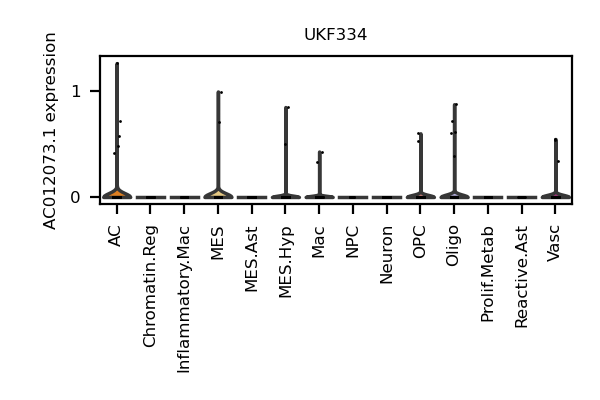 UKF334
AC012073.1 expression
1
0
AC
Chromatin.Reg
Inflammatory.Mac
MES
MES.Ast
MES.Hyp
Mac
NPC
Neuron
OPC
Oligo
Prolif.Metab
Reactive.Ast
Vasc